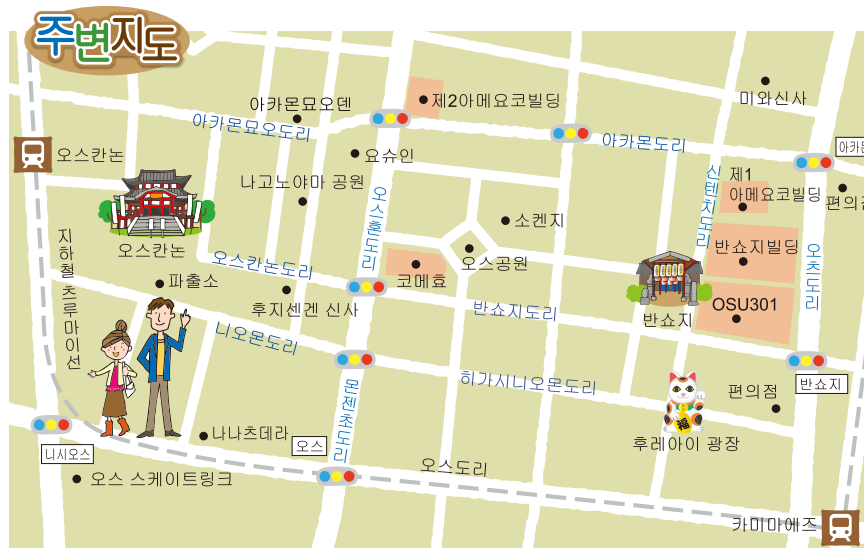 주변지도
아카몬묘오덴
제2아메요코빌딩
미와신사
아카몬묘오도리
아카몬도리
오스칸논
요슈인
나고노야마 공원
제1
아메요코빌딩
편의점
신텐치도리
오스혼도리
소켄지
오스칸논
오스칸논도리
오스공원
반쇼지빌딩
오츠도리
지하철 츠루마이선
파출소
코메효
후지센겐 신사
반쇼지도리
반쇼지
OSU301
니오몬도리
히가시니오몬도리
편의점
반쇼지
몬젠초도리
나나츠데라
오스
후레아이 광장
니시오스
오스도리
오스 스케이트링크
카미마에즈
福